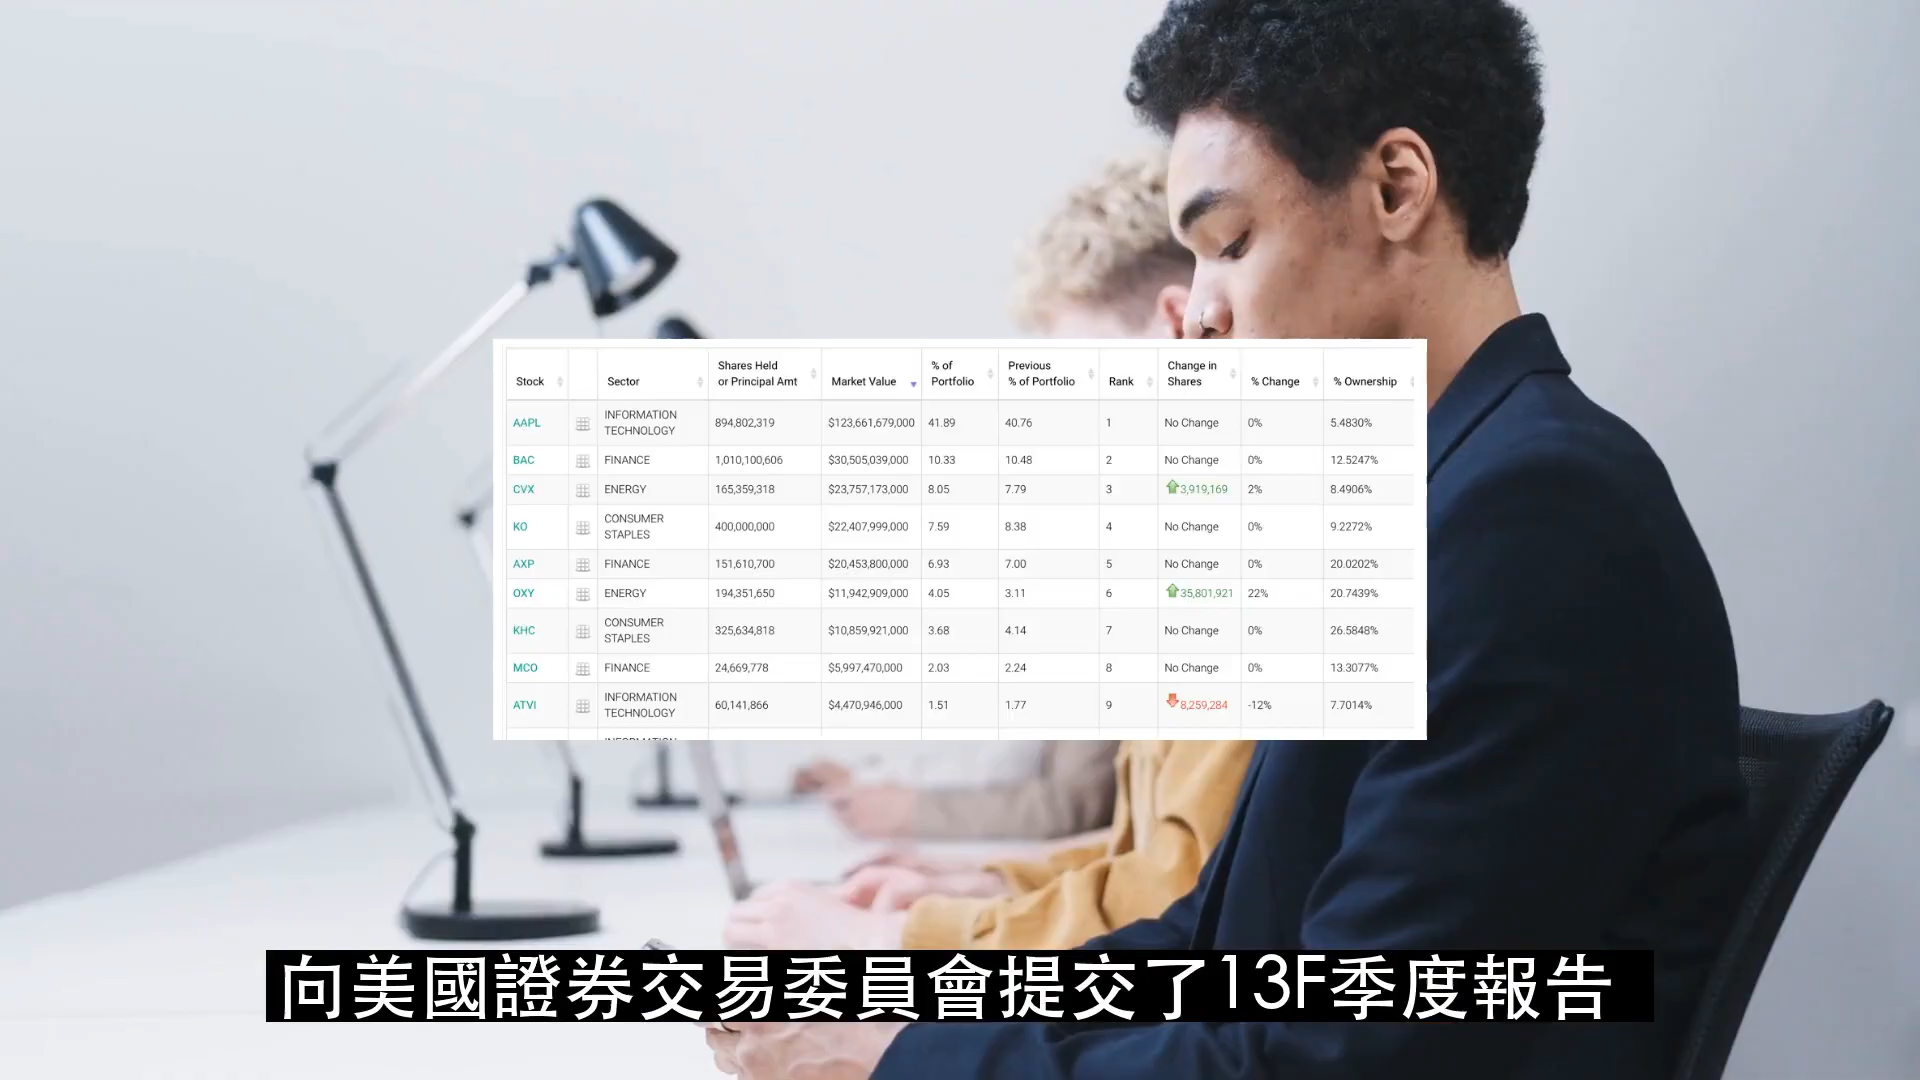 Stock Sector Shares Held or Principal Amt Market Value % of Portfolio Previous % of Portfolio Rank Change in Shares % Change % Ownership
AAPL INFORMATION TECHNOLOGY 894,802,319 $123,661,679,000 41.89 40.76 1 No Change 0% 5.4830%
BAC FINANCE 1,010,100,606 $30,505,039,000 10.33 10.48 2 No Change 0% 12.5247%
CVX ENERGY 165,359,318 $23,757,173,000 8.05 7.79 3 3,919,169 2% 8.4906%
KO CONSUMER STAPLES 400,000,000 $22,407,999,000 7.59 8.38 4 No Change 0% 9.2272%
AXP FINANCE 151,610,700 $20,453,800,000 6.93 7.00 5 No Change 0% 20.0202%
OXY ENERGY 194,351,650 $11,942,909,000 4.05 3.11 6 35,801,921 22% 20.7439%
KHC CONSUMER STAPLES 325,634,818 $10,859,921,000 3.68 4.14 7 No Change 0% 26.5848%
MCO FINANCE 24,669,778 $5,997,470,000 2.03 2.24 8 No Change 0% 13.3077%
ATVI INFORMATION TECHNOLOGY 60,141,866 $4,470,946,000 1.51 1.77 9 8,259,284 -12% 7.7014%
向美國證券交易委員會提交了13F季度報告